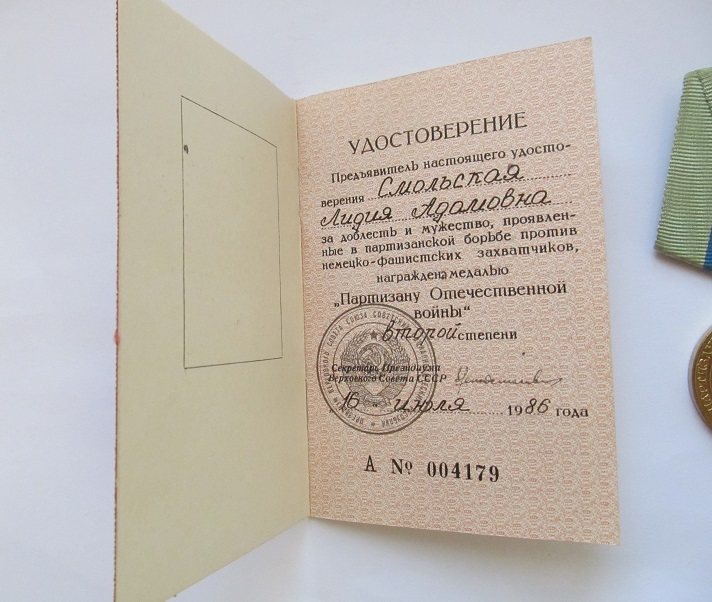 УДОСТОВЕРЕНИЕ
Предъявитель настоящего удосто-
верения Смольская
Лидия Адамовна
за доблесть и мужество, проявлен-
ные в партизанской борьбе против
немецко-фашистских захватчиков,
награждена медалью
„Партизану Отечественной
войны“
второй степени
Секретарь Президиума
Верховного Совета СССР
16 июля 1986 года
А № 004179